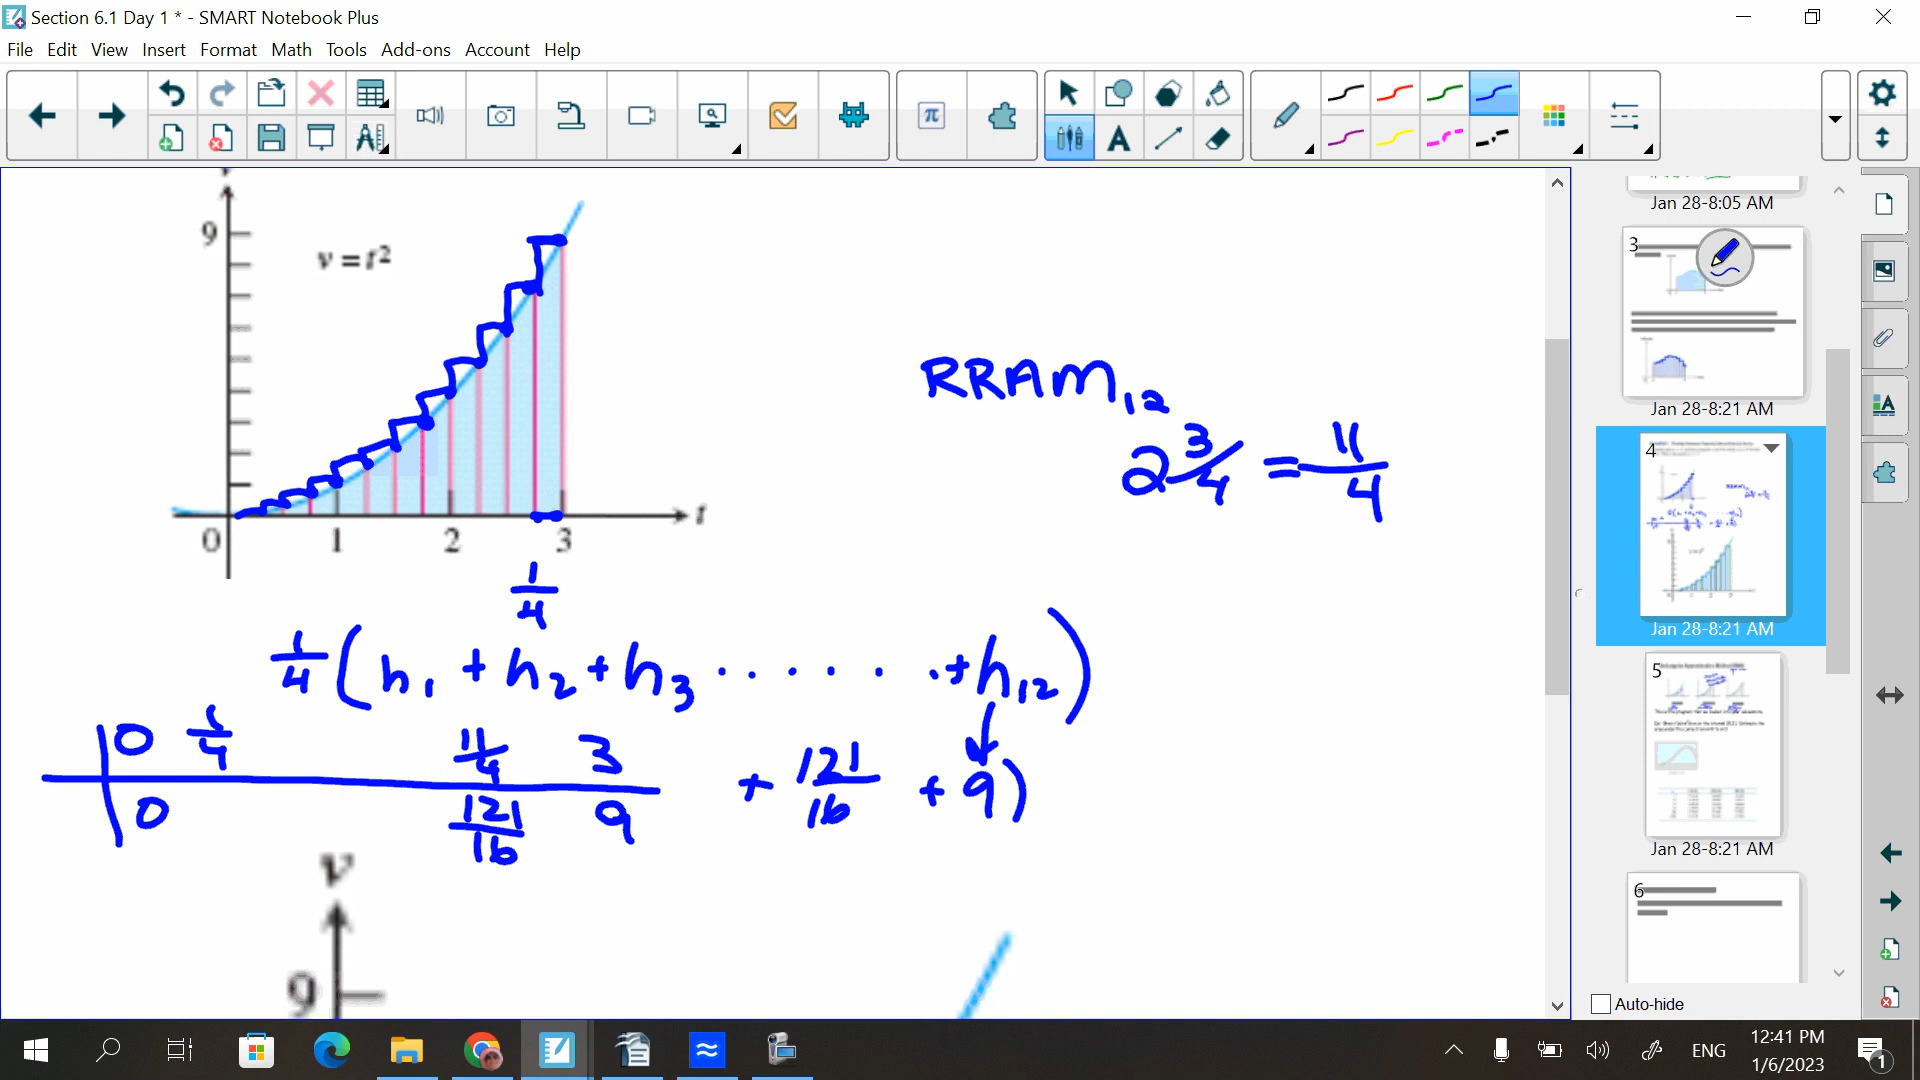 Section 6.1 Day 1 * - SMART Notebook Plus
File Edit View Insert Format Math Tools Add-ons Account Help
π
A
9
v = t²
0 1 2 3 t
RRAM₁₂
2 3/4 = 11/4
1/4
1/4 (h₁ + h₂ + h₃ . . . . . . . + h₁₂)
0 1/4 11/4 3
0 121/16 9
+ 121/16 + 9)
v
9
Jan 28-8:05 AM
3
Jan 28-8:21 AM
4
Jan 28-8:21 AM
5
Jan 28-8:21 AM
6
Auto-hide
ENG
12:41 PM
1/6/2023
1